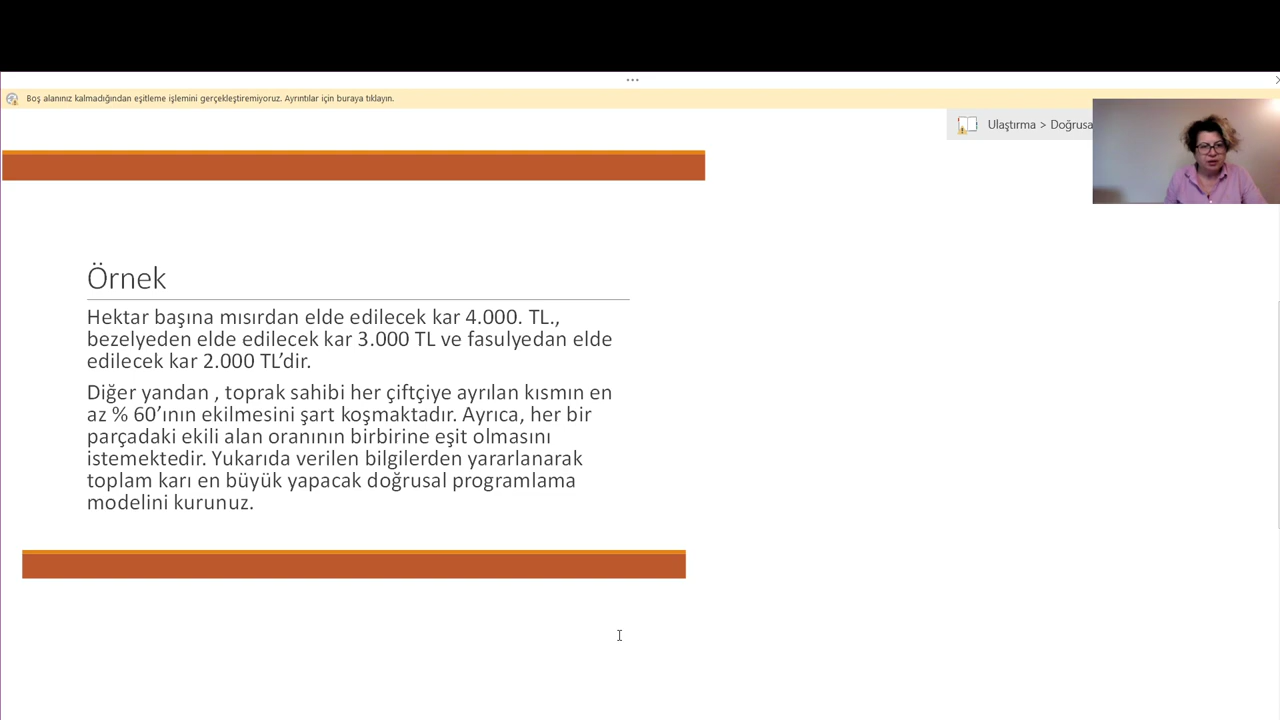 Boş alanınız kalmadığından eşitleme işlemini gerçekleştiremiyoruz. Ayrıntılar için buraya tıklayın.
Ulaştırma > Doğrusa
Örnek
Hektar başına mısırdan elde edilecek kar 4.000. TL.,
bezelyeden elde edilecek kar 3.000 TL ve fasulyedan elde
edilecek kar 2.000 TL’dir.
Diğer yandan , toprak sahibi her çiftçiye ayrılan kısmın en
az % 60’ının ekilmesini şart koşmaktadır. Ayrıca, her bir
parçadaki ekili alan oranının birbirine eşit olmasını
istemektedir. Yukarıda verilen bilgilerden yararlanarak
toplam karı en büyük yapacak doğrusal programlama
modelini kurunuz.